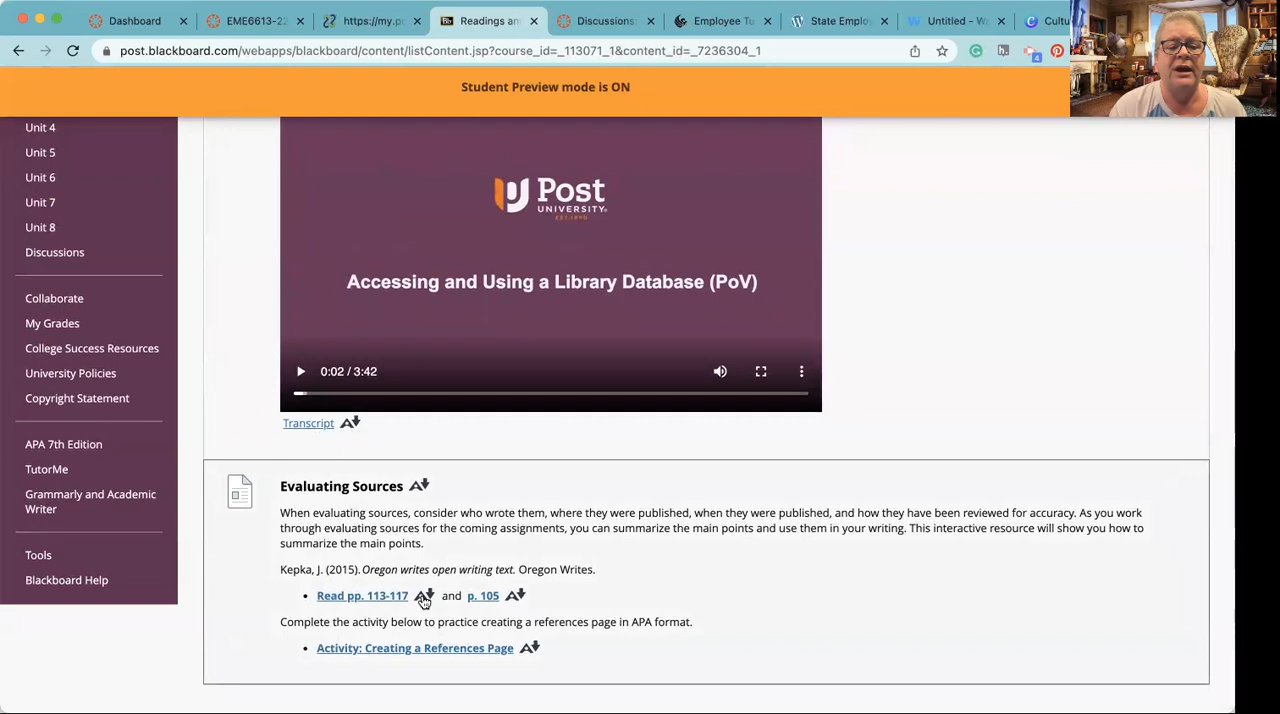 Dashboard
EME6613-22
https://my.p
Readings an
Discussions:
Employee Tu
State Employ
Untitled - W
Cultu
post.blackboard.com/webapps/blackboard/content/listContent.jsp?course_id=_113071_1&content_id=_7236304_1
4
Student Preview mode is ON
Unit 4
Unit 5
Unit 6
Unit 7
Unit 8
Discussions
Collaborate
My Grades
College Success Resources
University Policies
Copyright Statement
APA 7th Edition
TutorMe
Grammarly and Academic
Writer
Tools
Blackboard Help
Post
UNIVERSITY
EST.1890
Accessing and Using a Library Database (PoV)
0:02 / 3:42
Transcript
Evaluating Sources
When evaluating sources, consider who wrote them, where they were published, when they were published, and how they have been reviewed for accuracy. As you work
through evaluating sources for the coming assignments, you can summarize the main points and use them in your writing. This interactive resource will show you how to
summarize the main points.
Kepka, J. (2015). Oregon writes open writing text. Oregon Writes.
• Read pp. 113-117 and p. 105
Complete the activity below to practice creating a references page in APA format.
• Activity: Creating a References Page